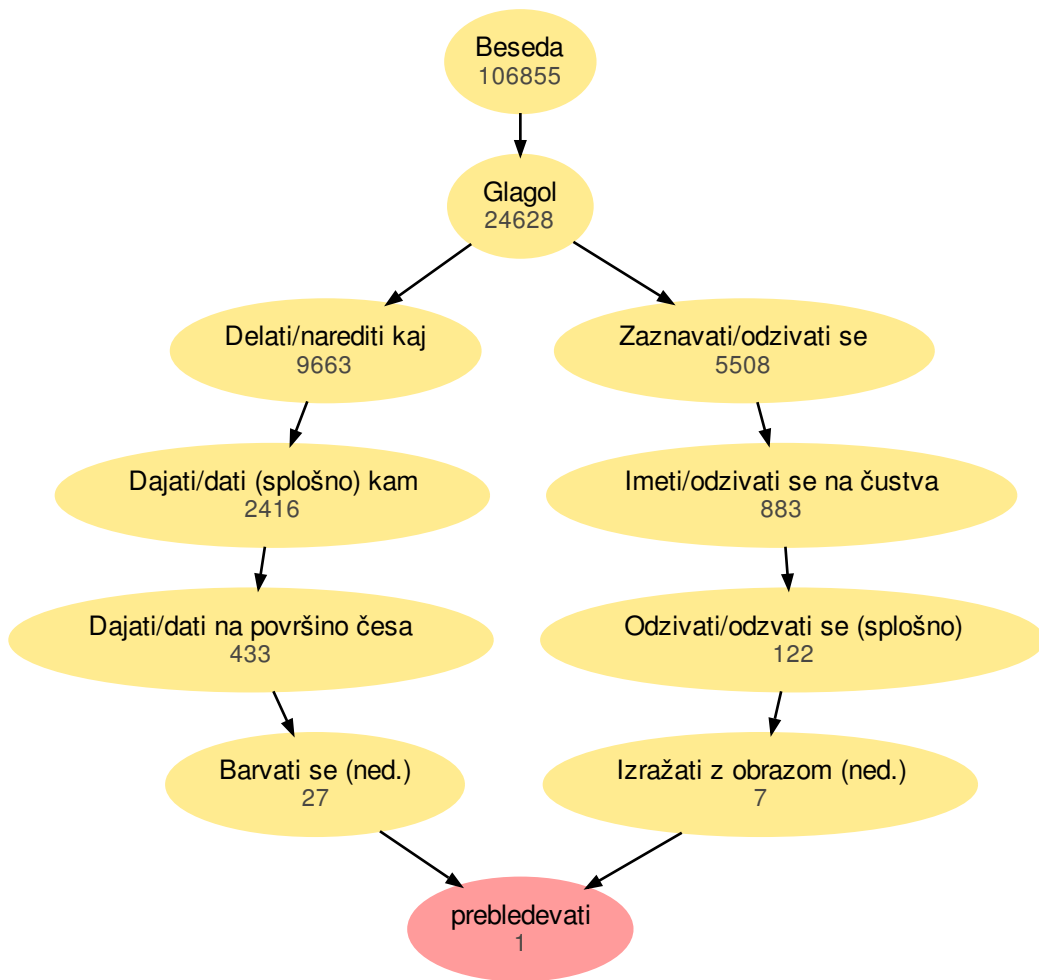 Beseda
106855
Glagol
24628
Delati/narediti kaj
9663
Zaznavati/odzivati se
5508
Dajati/dati (splošno) kam
2416
Imeti/odzivati se na čustva
883
Dajati/dati na površino česa
433
Odzivati/odzvati se (splošno)
122
Barvati se (ned.)
27
Izražati z obrazom (ned.)
7
prebledevati
1